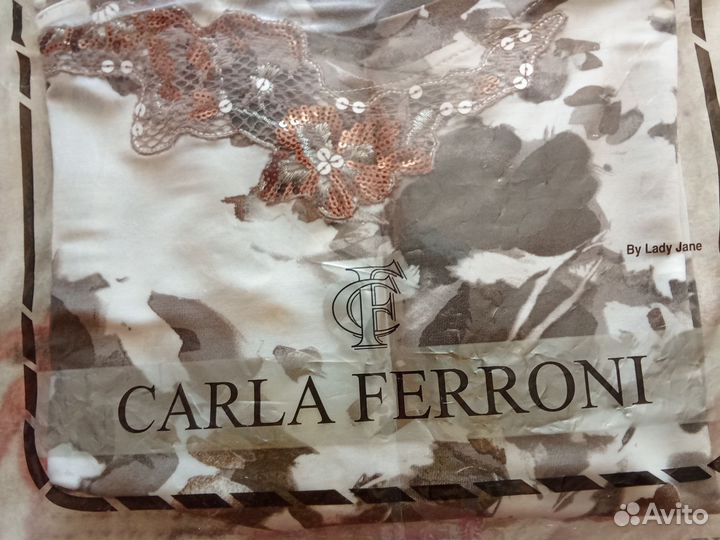 By Lady Jane
CF
CARLA FERRONI
Avito